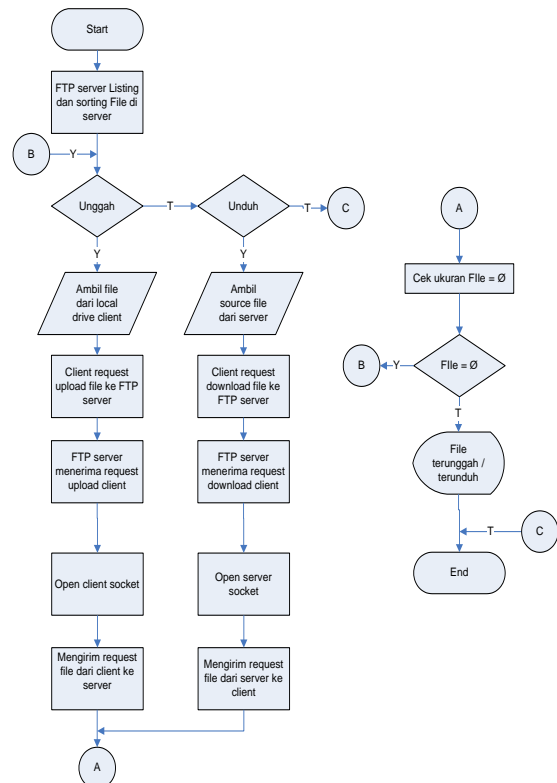 Start
FTP server Listing
dan sorting File di
server
B
Y
Unggah
T
Unduh
T
C
Y
Y
Ambil file
dari local
drive client
Ambil
source file
dari server
Client request
upload file ke FTP
server
Client request
download file ke
FTP server
FTP server
menerima request
upload client
FTP server
menerima request
download client
Open client socket
Open server
socket
Mengirim request
file dari client ke
server
Mengirim request
file dari server ke
client
A
A
Cek ukuran FIle = Ø
B
Y
FIle = Ø
T
File
terunggah /
terunduh
T
C
End